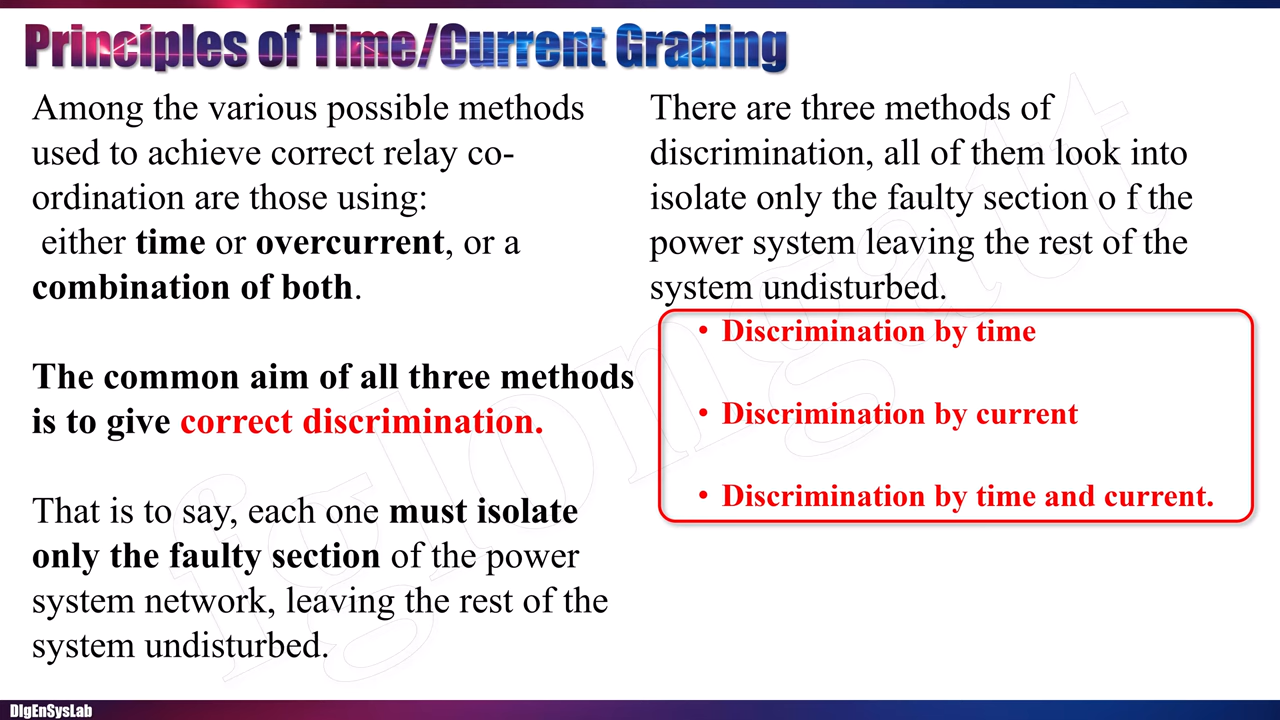 Principles of Time/Current Grading
Among the various possible methods
used to achieve correct relay co-
ordination are those using:
either time or overcurrent, or a
combination of both.
The common aim of all three methods
is to give correct discrimination.
That is to say, each one must isolate
only the faulty section of the power
system network, leaving the rest of the
system undisturbed.
There are three methods of
discrimination, all of them look into
isolate only the faulty section o f the
power system leaving the rest of the
system undisturbed.
• Discrimination by time
• Discrimination by current
• Discrimination by time and current.
fglongatt
DIgEnSysLab